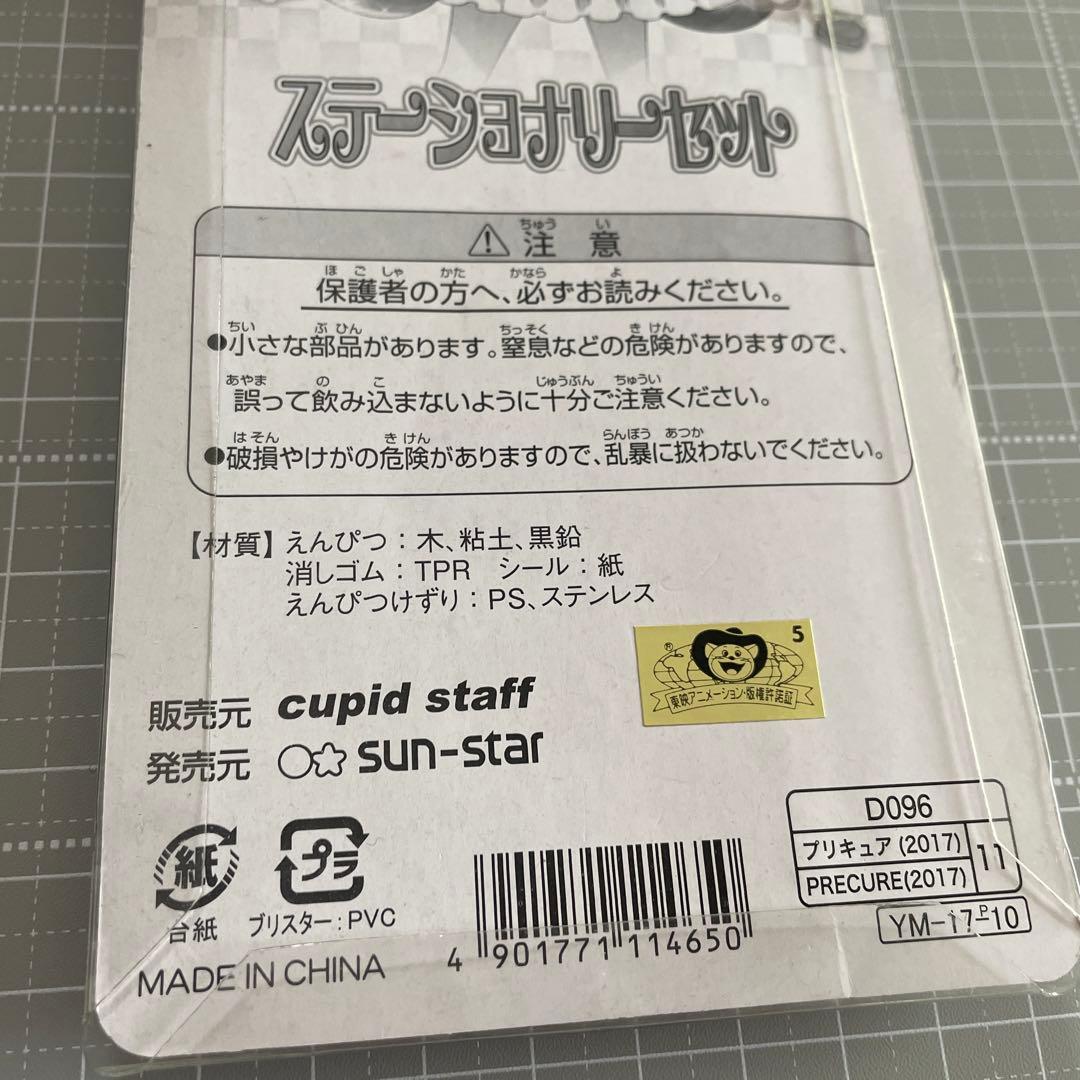 ステーショナリーセット
ちゅう い
⚠注 意
ほごしゃ かた かなら よ
保護者の方へ、必ずお読みください。
ちい ぶひん ちっそく きけん
●小さな部品があります。窒息などの危険がありますので、
あやま の こ じゅうぶん ちゅうい
誤って飲み込まないように十分ご注意ください。
はそん きけん らんぼう あつか
●破損やけがの危険がありますので、乱暴に扱わないでください。
【材質】えんぴつ：木、粘土、黒鉛
消しゴム：TPR シール：紙
えんぴつけずり：PS、ステンレス
5
®
東映アニメーション・版権許諾証
販売元 cupid staff
発売元 ○☆ sun-star
D096
プリキュア (2017)
PRECURE(2017)
11
YM-17-P-10
紙
台紙
プラ
ブリスター：PVC
MADE IN CHINA
4 901771 114650